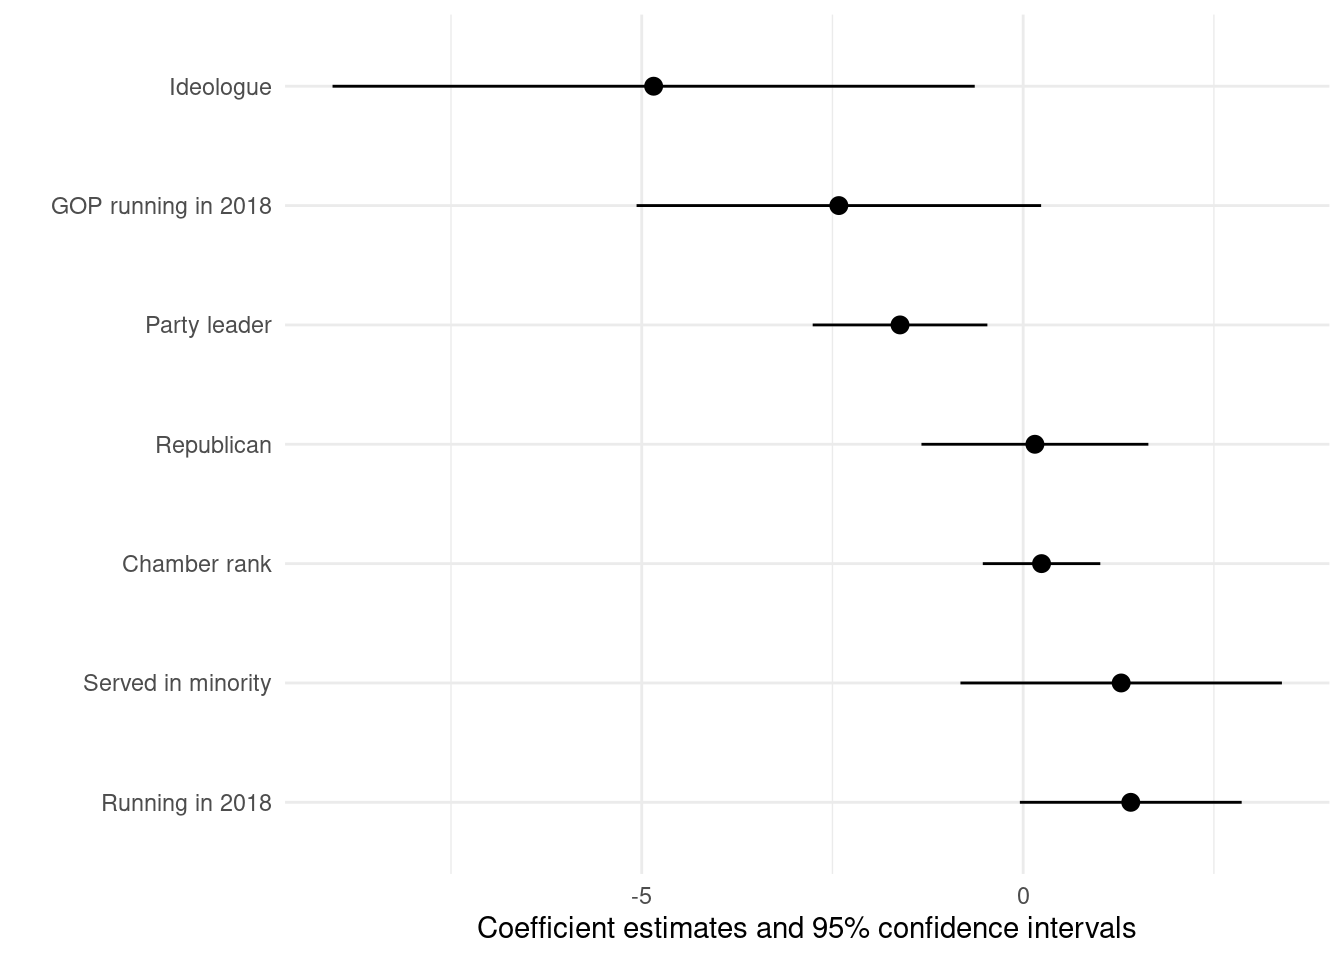 Ideologue
GOP running in 2018
Party leader
Republican
Chamber rank
Served in minority
Running in 2018
-5 0
Coefficient estimates and 95% confidence intervals